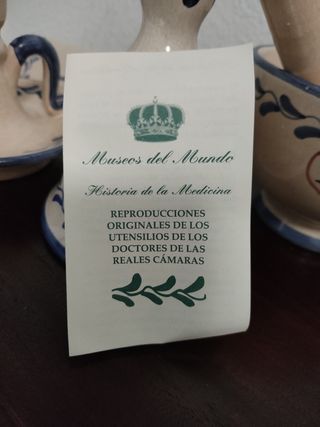 Museos del Mundo
Historia de la Medicina
REPRODUCCIONES
ORIGINALES DE LOS
UTENSILIOS DE LOS
DOCTORES DE LAS
REALES CÁMARAS